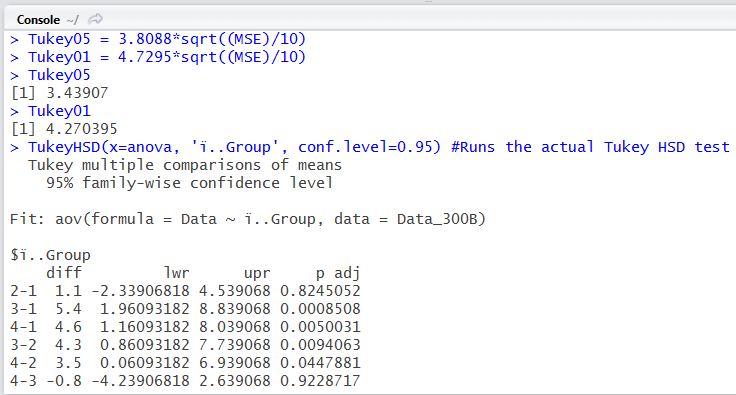 Console ~/
> Tukey05 = 3.8088*sqrt((MSE)/10)
> Tukey01 = 4.7295*sqrt((MSE)/10)
> Tukey05
[1] 3.43907
> Tukey01
[1] 4.270395
> TukeyHSD(x=anova, 'ï..Group', conf.level=0.95) #Runs the actual Tukey HSD test
  Tukey multiple comparisons of means
    95% family-wise confidence level

Fit: aov(formula = Data ~ ï..Group, data = Data_300B)

$ï..Group
    diff         lwr      upr     p adj
2-1  1.1 -2.33906818 4.539068 0.8245052
3-1  5.4  1.96093182 8.839068 0.0008508
4-1  4.6  1.16093182 8.039068 0.0050031
3-2  4.3  0.86093182 7.739068 0.0094063
4-2  3.5  0.06093182 6.939068 0.0447881
4-3 -0.8 -4.23906818 2.639068 0.9228717